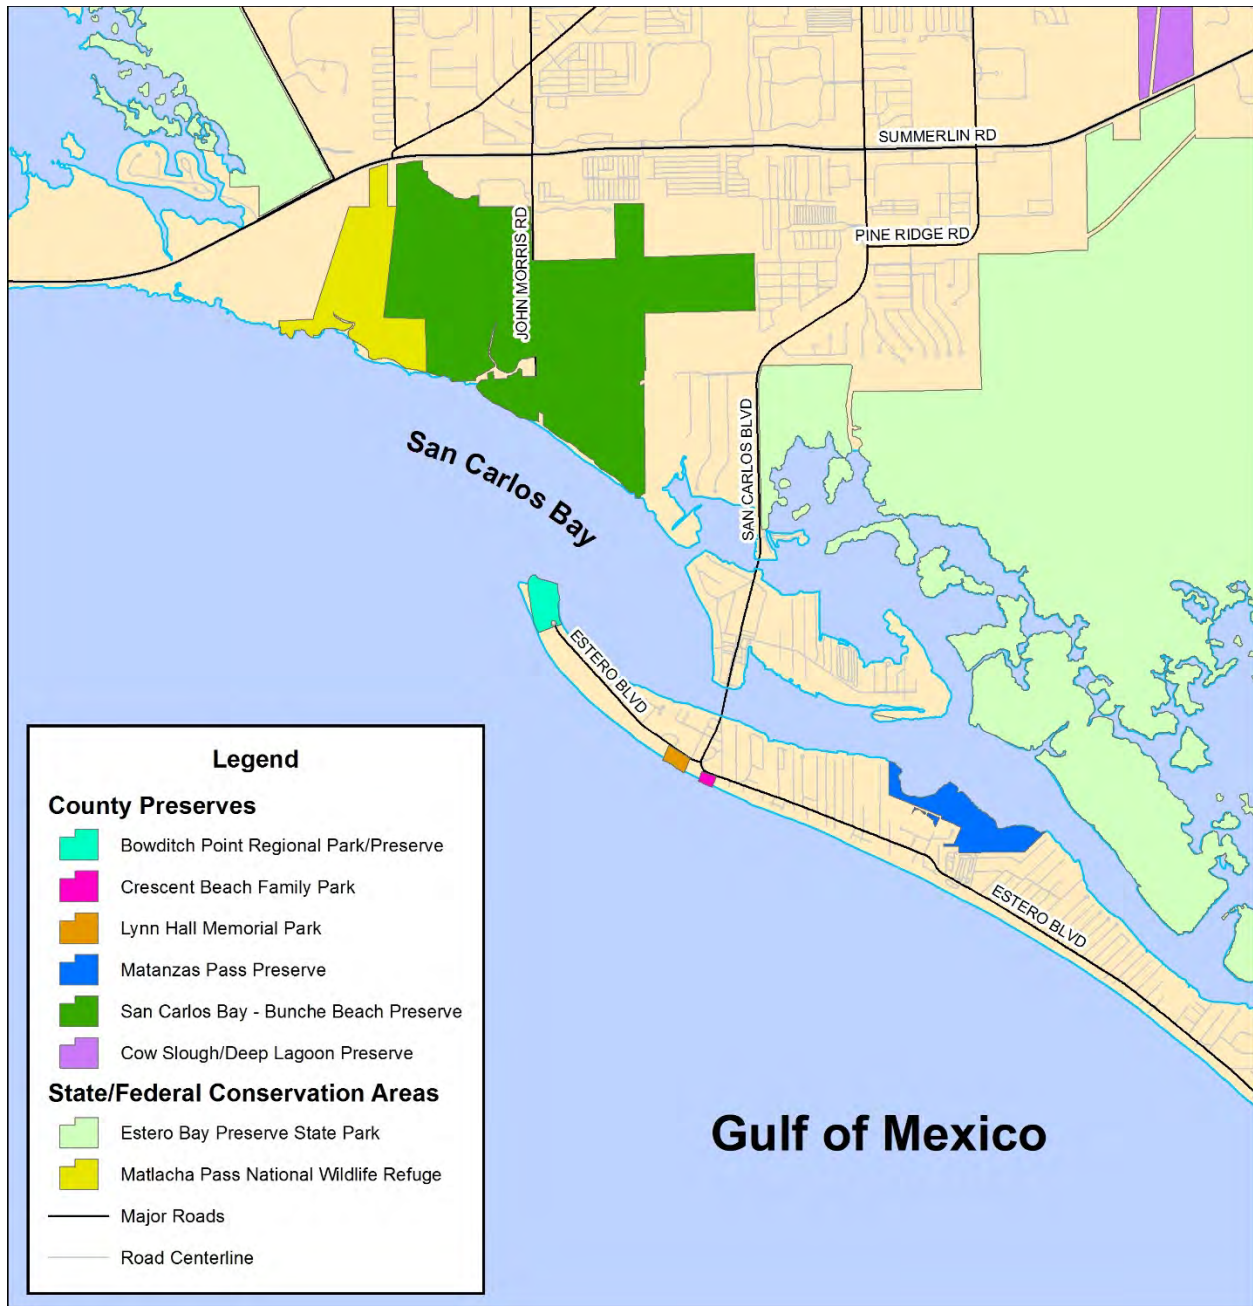 SUMMERLIN RD
PINE RIDGE RD
JOHN MORRIS RD
SAN CARLOS BLVD
San Carlos Bay
ESTERO BLVD
ESTERO BLVD
Gulf of Mexico
Legend
County Preserves
Bowditch Point Regional Park/Preserve
Crescent Beach Family Park
Lynn Hall Memorial Park
Matanzas Pass Preserve
San Carlos Bay - Bunche Beach Preserve
Cow Slough/Deep Lagoon Preserve
State/Federal Conservation Areas
Estero Bay Preserve State Park
Matlacha Pass National Wildlife Refuge
Major Roads
Road Centerline